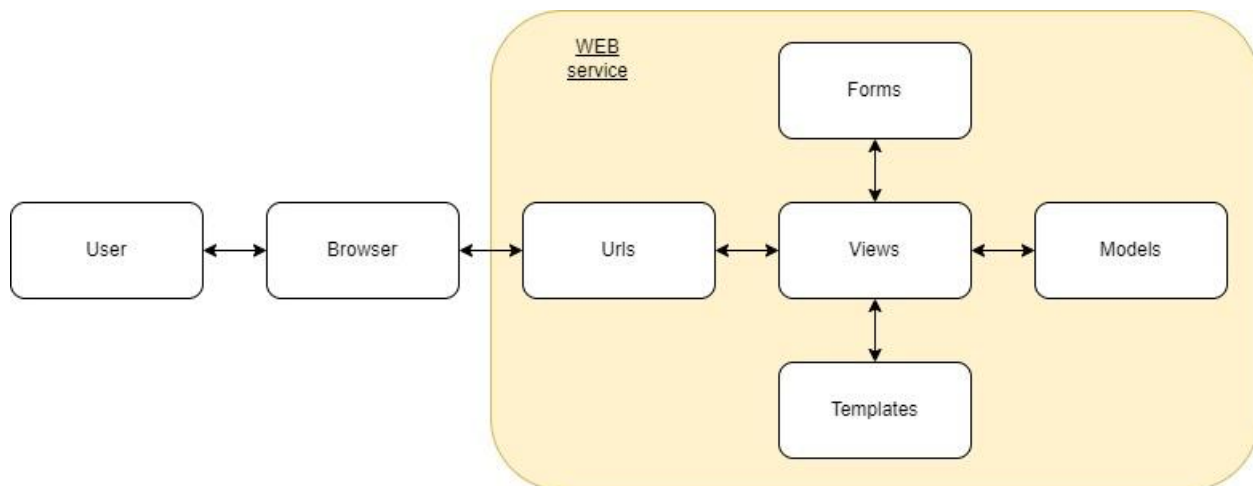 WEB
service
Forms
User
Browser
Urls
Views
Models
Templates